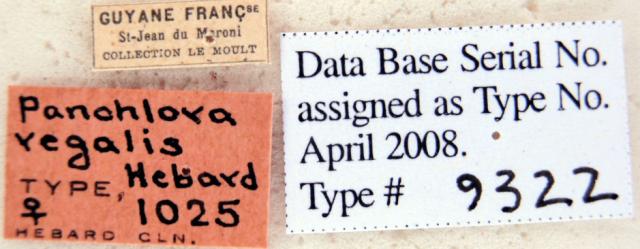 GUYANE FRANÇSE
St-Jean du Maroni
COLLECTION LE MOULT
Panchlora
regalis
TYPE, Hebard
♀ 1025
HEBARD CLN.
Data Base Serial No.
assigned as Type No.
April 2008.
Type # 9322